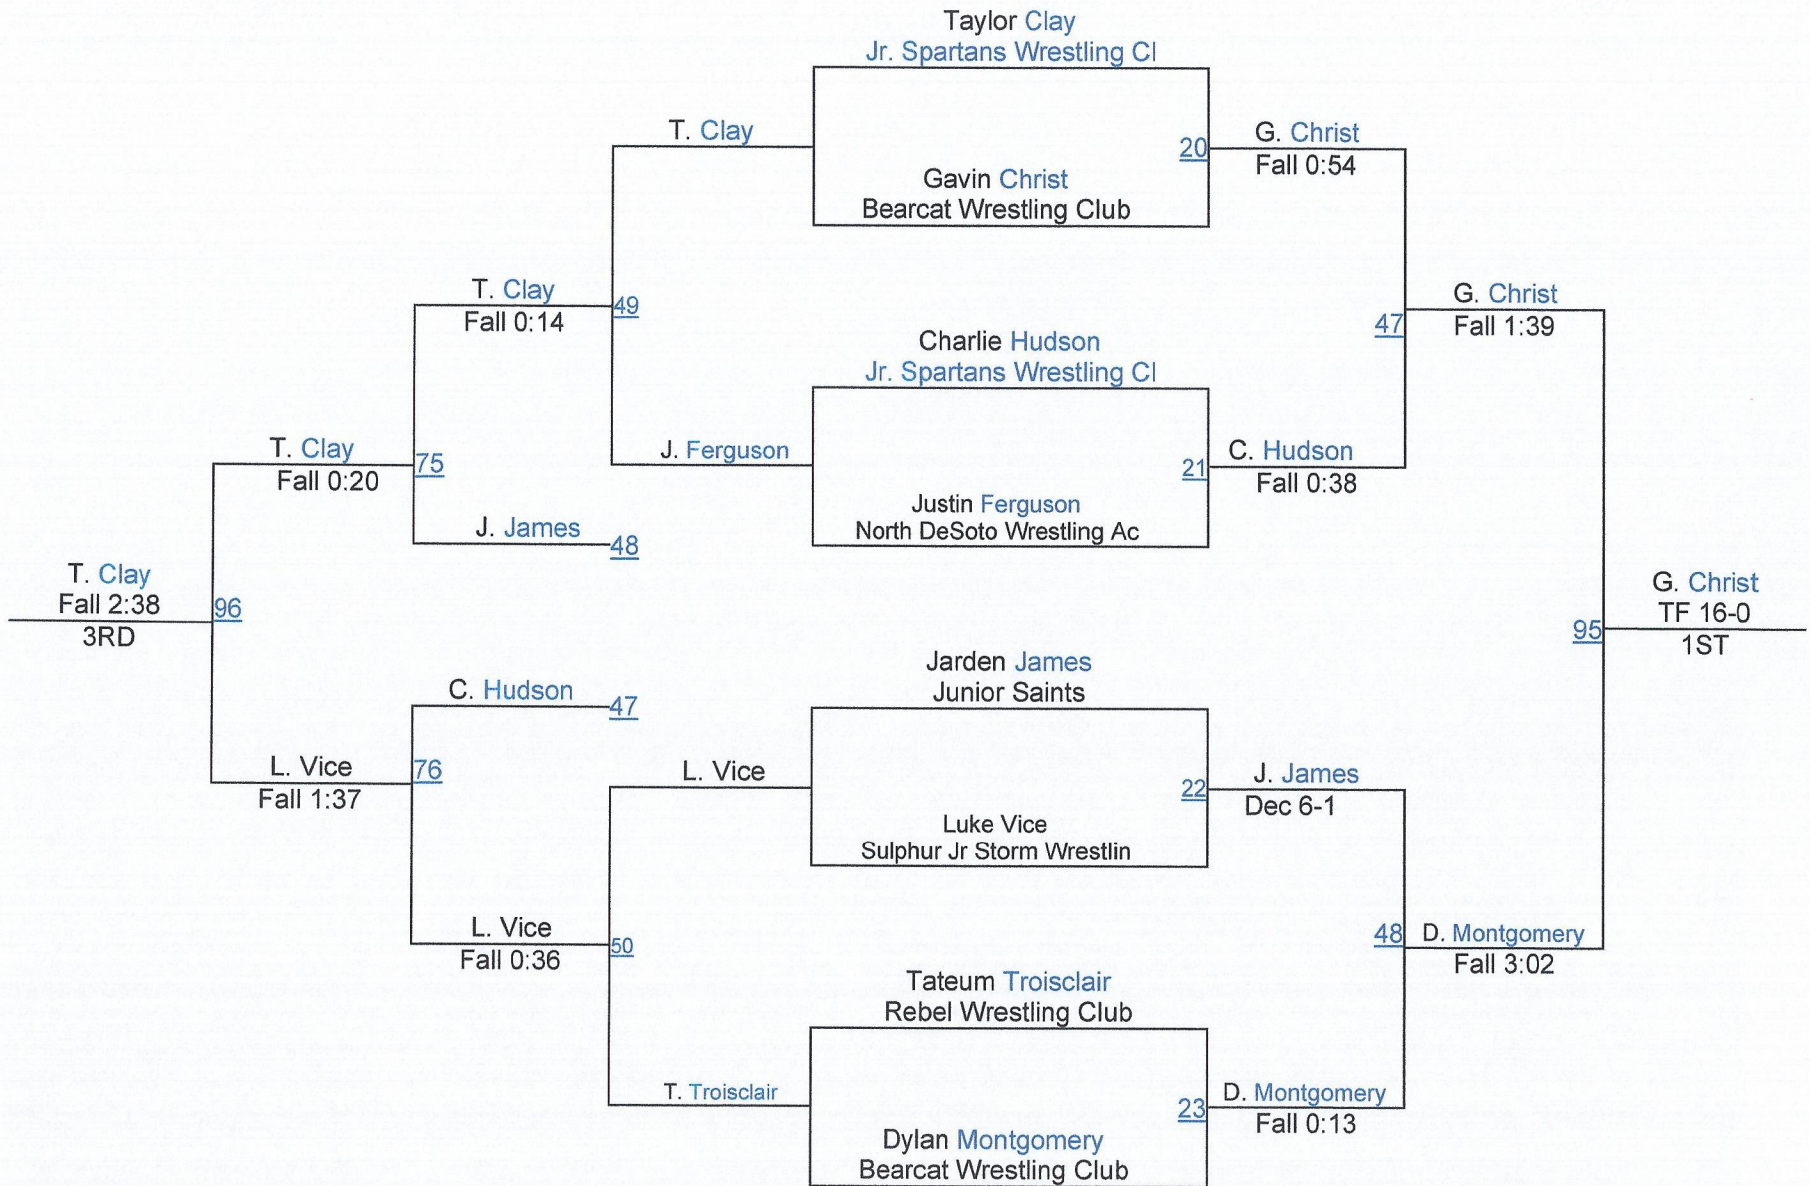 Taylor Clay
Jr. Spartans Wrestling Cl
T. Clay
20
G. Christ
Fall 0:54
Gavin Christ
Bearcat Wrestling Club
T. Clay
Fall 0:14
49
G. Christ
Fall 1:39
47
Charlie Hudson
Jr. Spartans Wrestling Cl
T. Clay
Fall 0:20
75
J. Ferguson
21
C. Hudson
Fall 0:38
Justin Ferguson
North DeSoto Wrestling Ac
J. James
48
T. Clay
Fall 2:38
3RD
96
G. Christ
TF 16-0
1ST
95
Jarden James
Junior Saints
C. Hudson
47
L. Vice
Fall 1:37
76
L. Vice
22
J. James
Dec 6-1
Luke Vice
Sulphur Jr Storm Wrestlin
L. Vice
Fall 0:36
50
48
D. Montgomery
Fall 3:02
Tateum Troisclair
Rebel Wrestling Club
T. Troisclair
23
D. Montgomery
Fall 0:13
Dylan Montgomery
Bearcat Wrestling Club